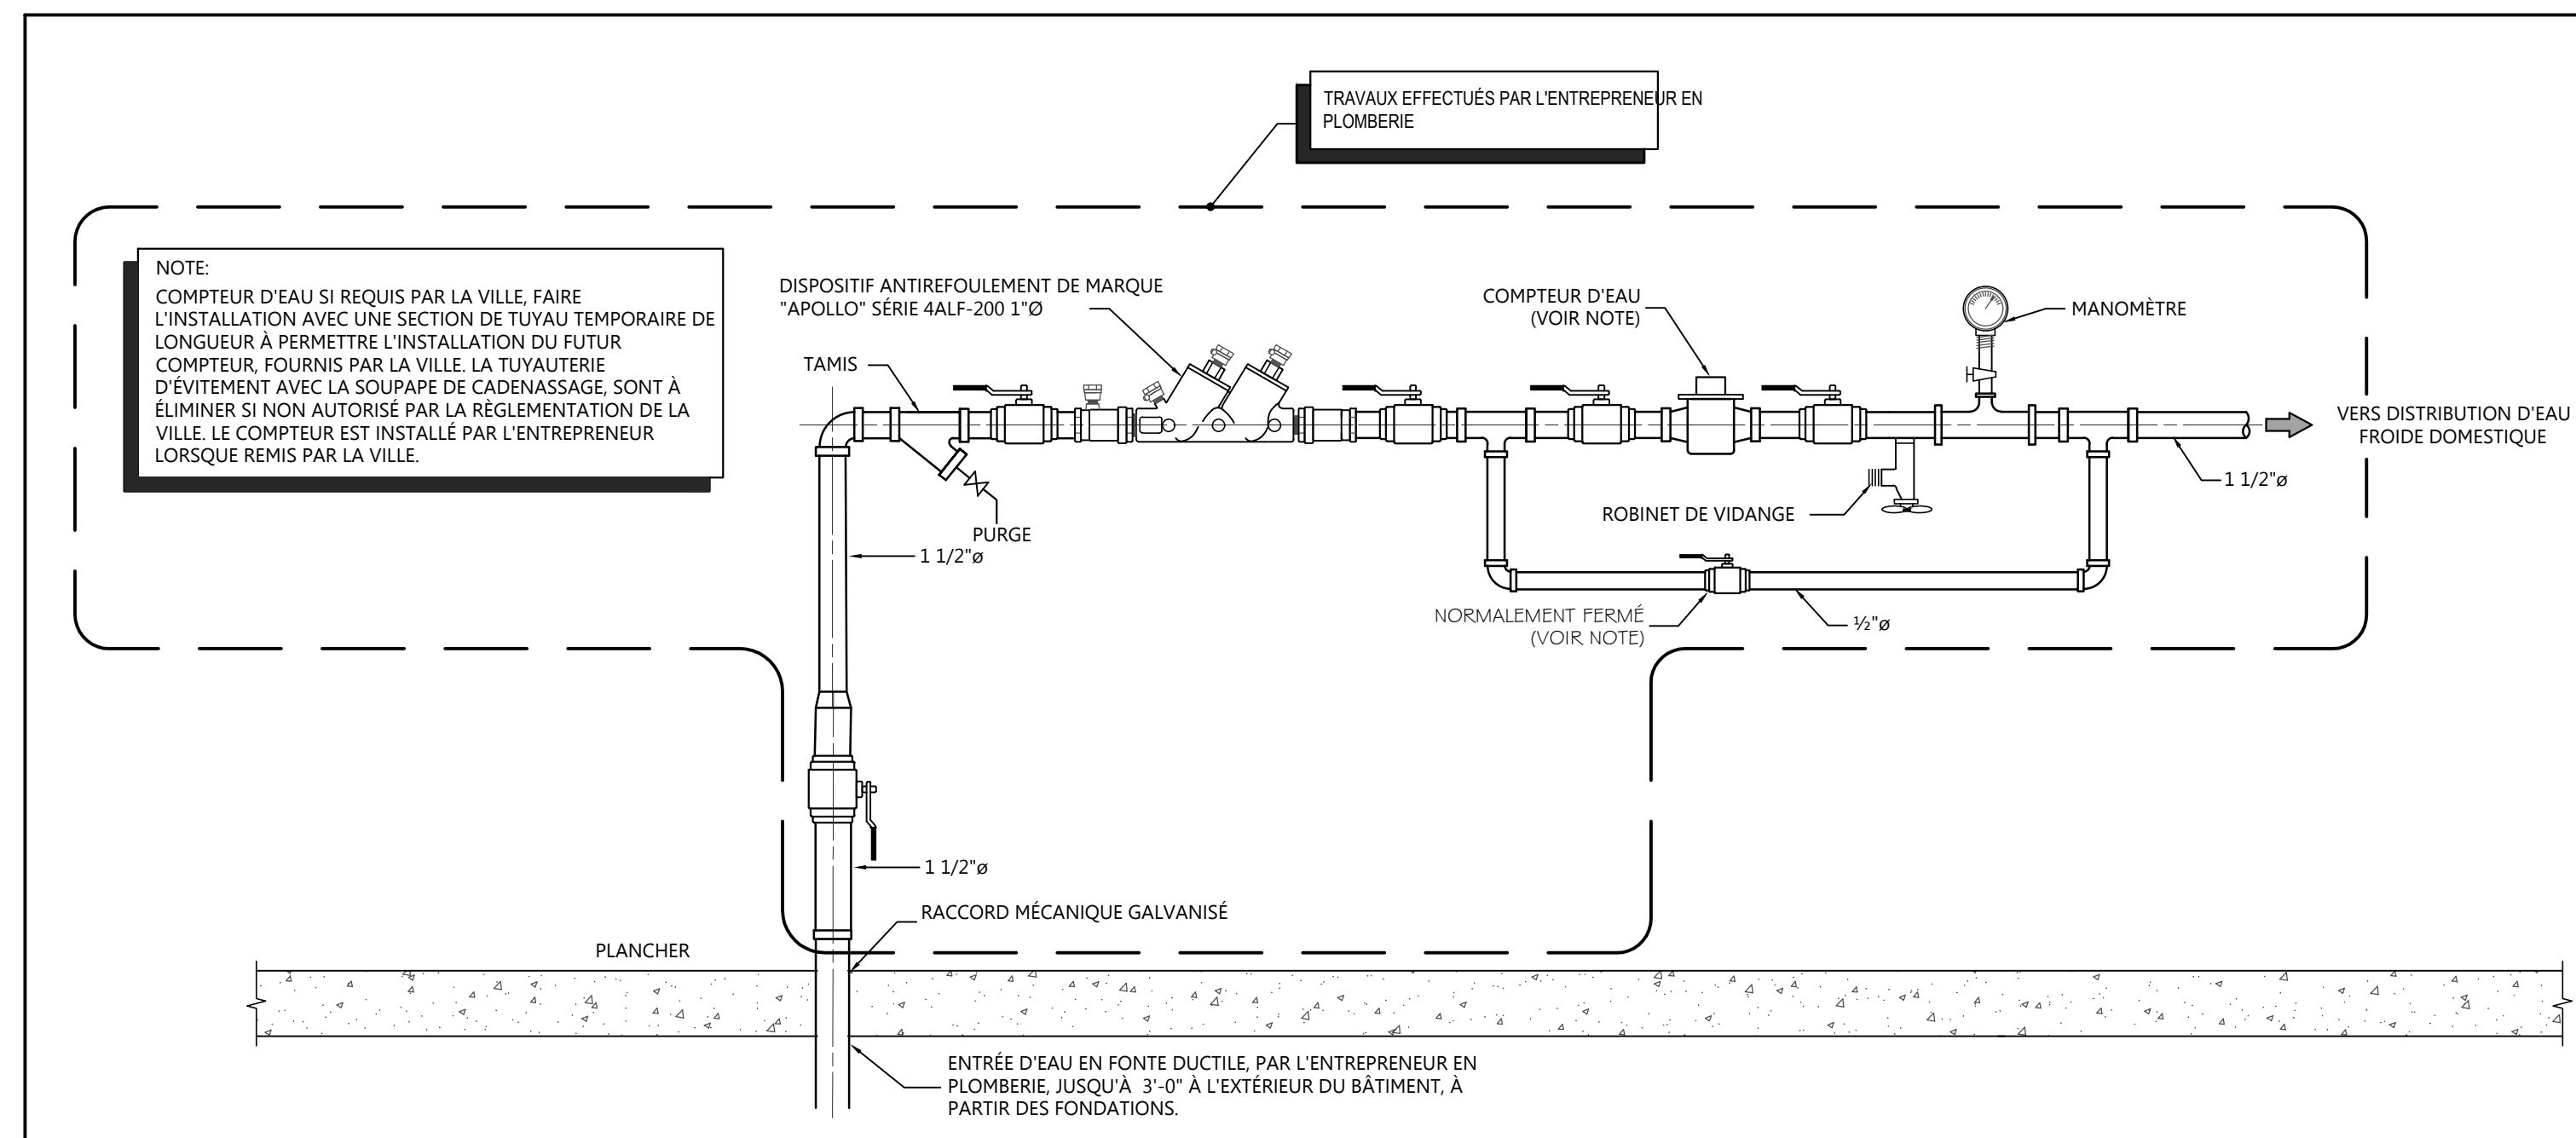 TRAVAUX EFFECTUÉS PAR L'ENTREPRENEUR EN
PLOMBERIE
NOTE:
COMPTEUR D'EAU SI REQUIS PAR LA VILLE, FAIRE
L'INSTALLATION AVEC UNE SECTION DE TUYAU TEMPORAIRE DE
LONGUEUR À PERMETTRE L'INSTALLATION DU FUTUR
COMPTEUR, FOURNIS PAR LA VILLE. LA TUYAUTERIE
D'ÉVITEMENT AVEC LA SOUPAPE DE CADENASSAGE, SONT À
ÉLIMINER SI NON AUTORISÉ PAR LA RÈGLEMENTATION DE LA
VILLE. LE COMPTEUR EST INSTALLÉ PAR L'ENTREPRENEUR
LORSQUE REMIS PAR LA VILLE.
DISPOSITIF ANTIREFOULEMENT DE MARQUE
"APOLLO" SÉRIE 4ALF-200 1"Ø
TAMIS
PURGE
1 1/2"ø
COMPTEUR D'EAU
(VOIR NOTE)
MANOMÈTRE
VERS DISTRIBUTION D'EAU
FROIDE DOMESTIQUE
1 1/2"ø
ROBINET DE VIDANGE
NORMALEMENT FERMÉ
(VOIR NOTE)
½"ø
1 1/2"ø
RACCORD MÉCANIQUE GALVANISÉ
PLANCHER
ENTRÉE D'EAU EN FONTE DUCTILE, PAR L'ENTREPRENEUR EN
PLOMBERIE, JUSQU'À 3'-0" À L'EXTÉRIEUR DU BÂTIMENT, À
PARTIR DES FONDATIONS.